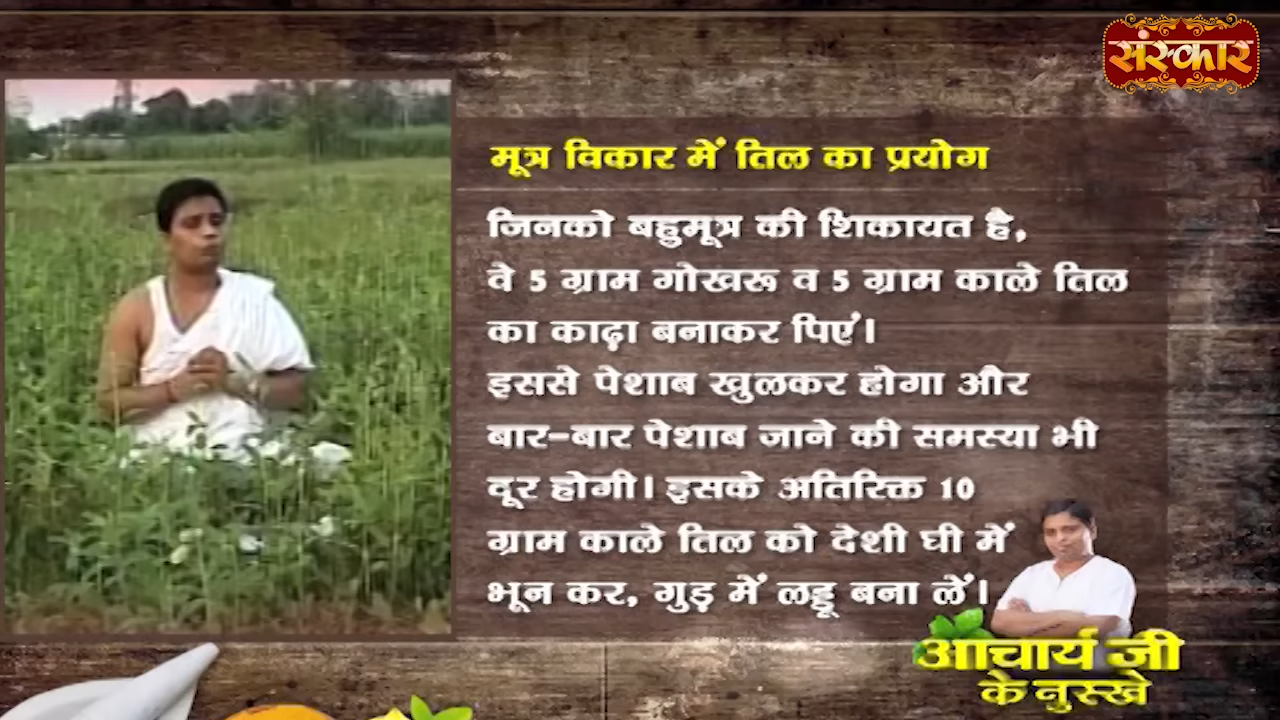 संस्कार
मूत्र विकार में तिल का प्रयोग
जिनको बहुमूत्र की शिकायत है,
वे 5 ग्राम गोखरू व 5 ग्राम काले तिल
का काढ़ा बनाकर पिएं।
इससे पेशाब खुलकर होगा और
बार-बार पेशाब जाने की समस्या भी
दूर होगी। इसके अतिरिक्त 10
ग्राम काले तिल को देशी घी में
भून कर, गुड़ में लड्डू बना लें।
आचार्य जी
के नुस्खे